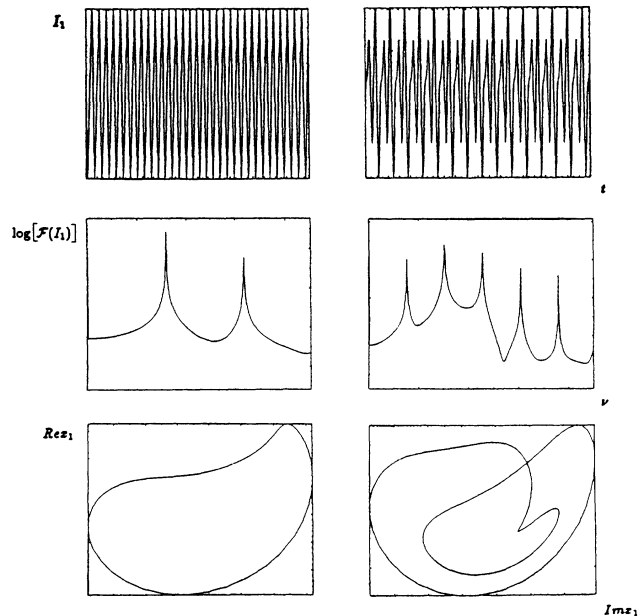 I₁
t
log[𝓕(I₁)]
ν
Rez₁
Imz₁